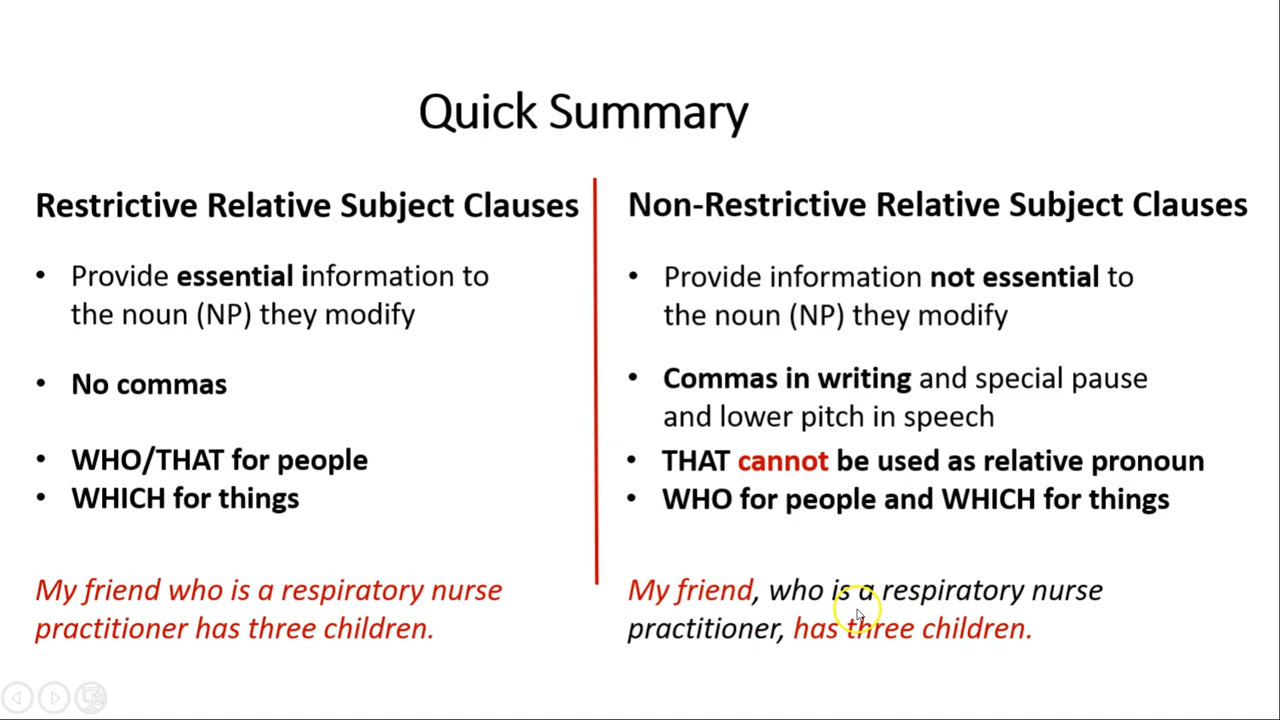 Quick Summary
Restrictive Relative Subject Clauses
• Provide essential information to
the noun (NP) they modify
• No commas
• WHO/THAT for people
• WHICH for things
My friend who is a respiratory nurse
practitioner has three children.
Non-Restrictive Relative Subject Clauses
• Provide information not essential to
the noun (NP) they modify
• Commas in writing and special pause
and lower pitch in speech
• THAT cannot be used as relative pronoun
• WHO for people and WHICH for things
My friend, who is a respiratory nurse
practitioner, has three children.